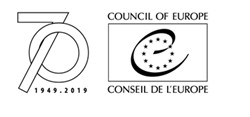 70
1949.2019
COUNCIL OF EUROPE
CONSEIL DE L'EUROPE